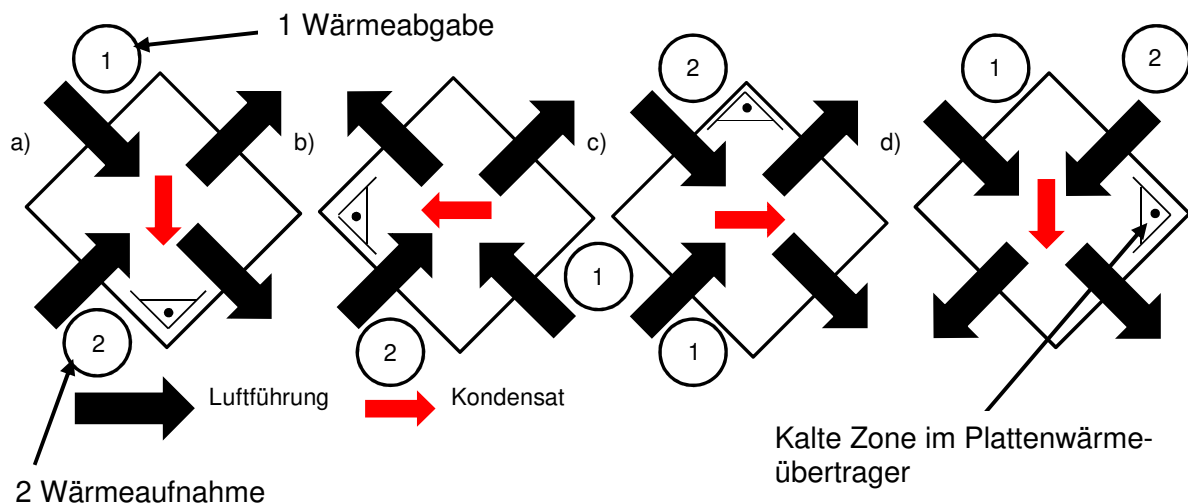 1 Wärmeabgabe
1
2
1
2
a)
b)
c)
d)
1
2
2
1
Luftführung
Kondensat
Kalte Zone im Plattenwärme-
übertrager
2 Wärmeaufnahme